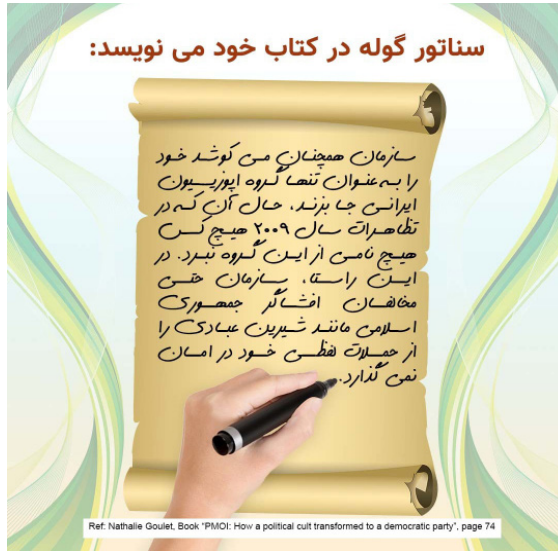 سناتور گوله در کتاب خود می نویسد:
سازمان همچنان می کوشد خود
را به عنوان تنها گروه اپوزیسیون
ایرانی جا بزند، حال آن که در
تظاهرات سال ۲۰۰۹ هیچ کس
هیچ نامی از این گروه نبرد. در
این راستا، سازمان حتی
مخالفان افشاگر جمهوری
اسلامی مانند شیرین عبادی را
از حملات لفظی خود در امان
نمی گذارد.
Ref: Nathalie Goulet, Book "PMOI: How a political cult transformed to a democratic party", page 74